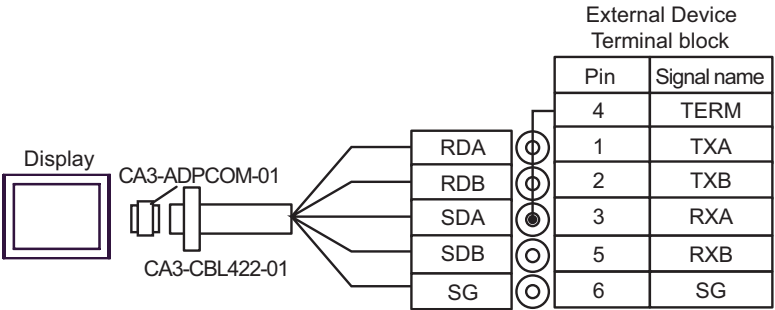 External Device
Terminal block
Pin Signal name
4 TERM
Display
CA3-ADPCOM-01
RDA 1 TXA
RDB 2 TXB
SDA 3 RXA
CA3-CBL422-01
SDB 5 RXB
SG 6 SG